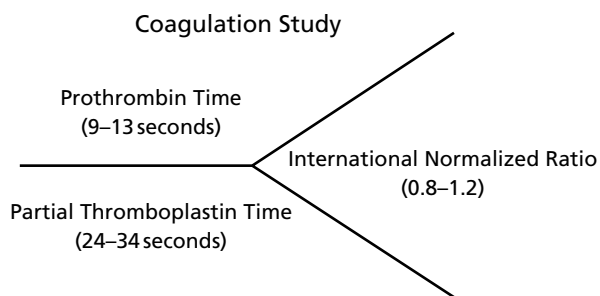 Coagulation Study
Prothrombin Time
(9–13 seconds)
International Normalized Ratio
(0.8–1.2)
Partial Thromboplastin Time
(24–34 seconds)